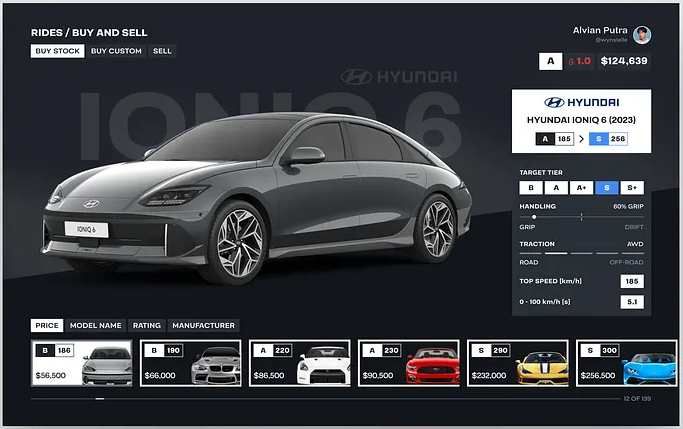 RIDES / BUY AND SELL
BUY STOCK
BUY CUSTOM
SELL
Alvian Putra
@wynstelle
A
1.0
$124,639
HYUNDAI
IONIQ 6
IONIQ 6
HYUNDAI
HYUNDAI IONIQ 6 (2023)
A 185 > S 256
TARGET TIER
B A A+ S S+
HANDLING 60% GRIP
GRIP DRIFT
TRACTION AWD
ROAD OFF-ROAD
TOP SPEED [km/h] 185
0 - 100 km/h [s] 5.1
PRICE
MODEL NAME
RATING
MANUFACTURER
B 186
$56,500
B 190
$66,000
A 220
$86,500
A 230
$90,500
S 290
$232,000
S 300
$256,500
12 OF 139